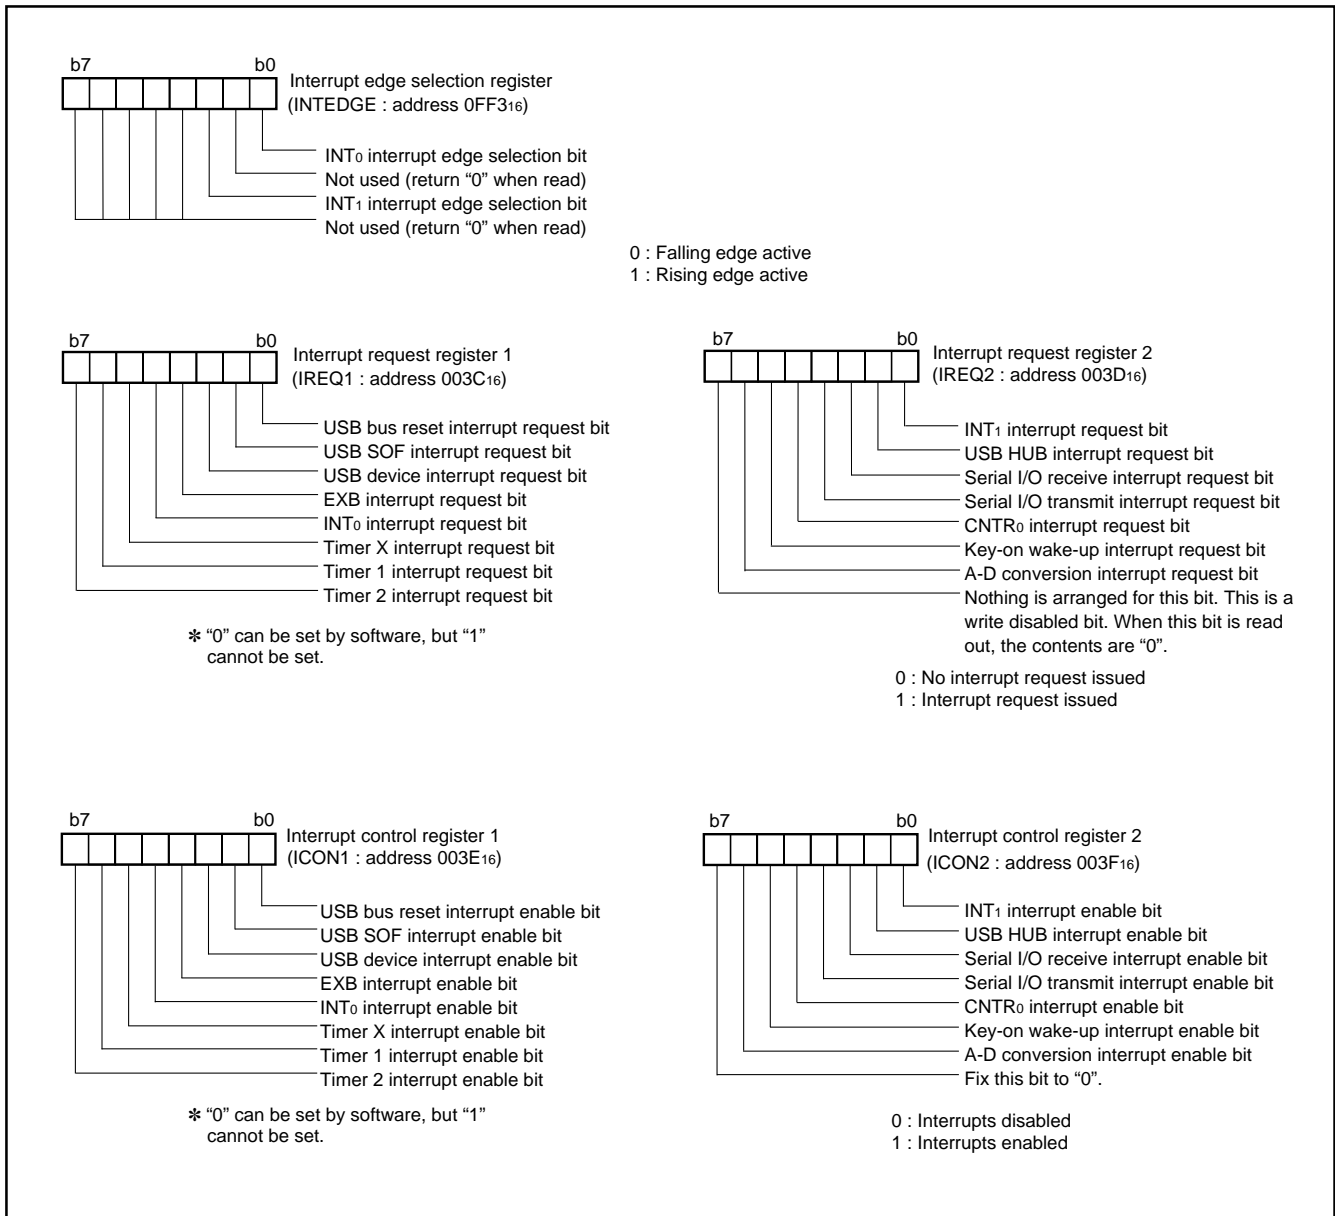 b7 b0
Interrupt edge selection register
(INTEDGE : address 0FF316)
INT0 interrupt edge selection bit
Not used (return “0” when read)
INT1 interrupt edge selection bit
Not used (return “0” when read)
0 : Falling edge active
1 : Rising edge active
b7 b0
Interrupt request register 1
(IREQ1 : address 003C16)
USB bus reset interrupt request bit
USB SOF interrupt request bit
USB device interrupt request bit
EXB interrupt request bit
INT0 interrupt request bit
Timer X interrupt request bit
Timer 1 interrupt request bit
Timer 2 interrupt request bit
✻ “0” can be set by software, but “1”
cannot be set.
b7 b0
Interrupt request register 2
(IREQ2 : address 003D16)
INT1 interrupt request bit
USB HUB interrupt request bit
Serial I/O receive interrupt request bit
Serial I/O transmit interrupt request bit
CNTR0 interrupt request bit
Key-on wake-up interrupt request bit
A-D conversion interrupt request bit
Nothing is arranged for this bit. This is a
write disabled bit. When this bit is read
out, the contents are “0”.
0 : No interrupt request issued
1 : Interrupt request issued
b7 b0
Interrupt control register 1
(ICON1 : address 003E16)
USB bus reset interrupt enable bit
USB SOF interrupt enable bit
USB device interrupt enable bit
EXB interrupt enable bit
INT0 interrupt enable bit
Timer X interrupt enable bit
Timer 1 interrupt enable bit
Timer 2 interrupt enable bit
✻ “0” can be set by software, but “1”
cannot be set.
b7 b0
Interrupt control register 2
(ICON2 : address 003F16)
INT1 interrupt enable bit
USB HUB interrupt enable bit
Serial I/O receive interrupt enable bit
Serial I/O transmit interrupt enable bit
CNTR0 interrupt enable bit
Key-on wake-up interrupt enable bit
A-D conversion interrupt enable bit
Fix this bit to “0”.
0 : Interrupts disabled
1 : Interrupts enabled